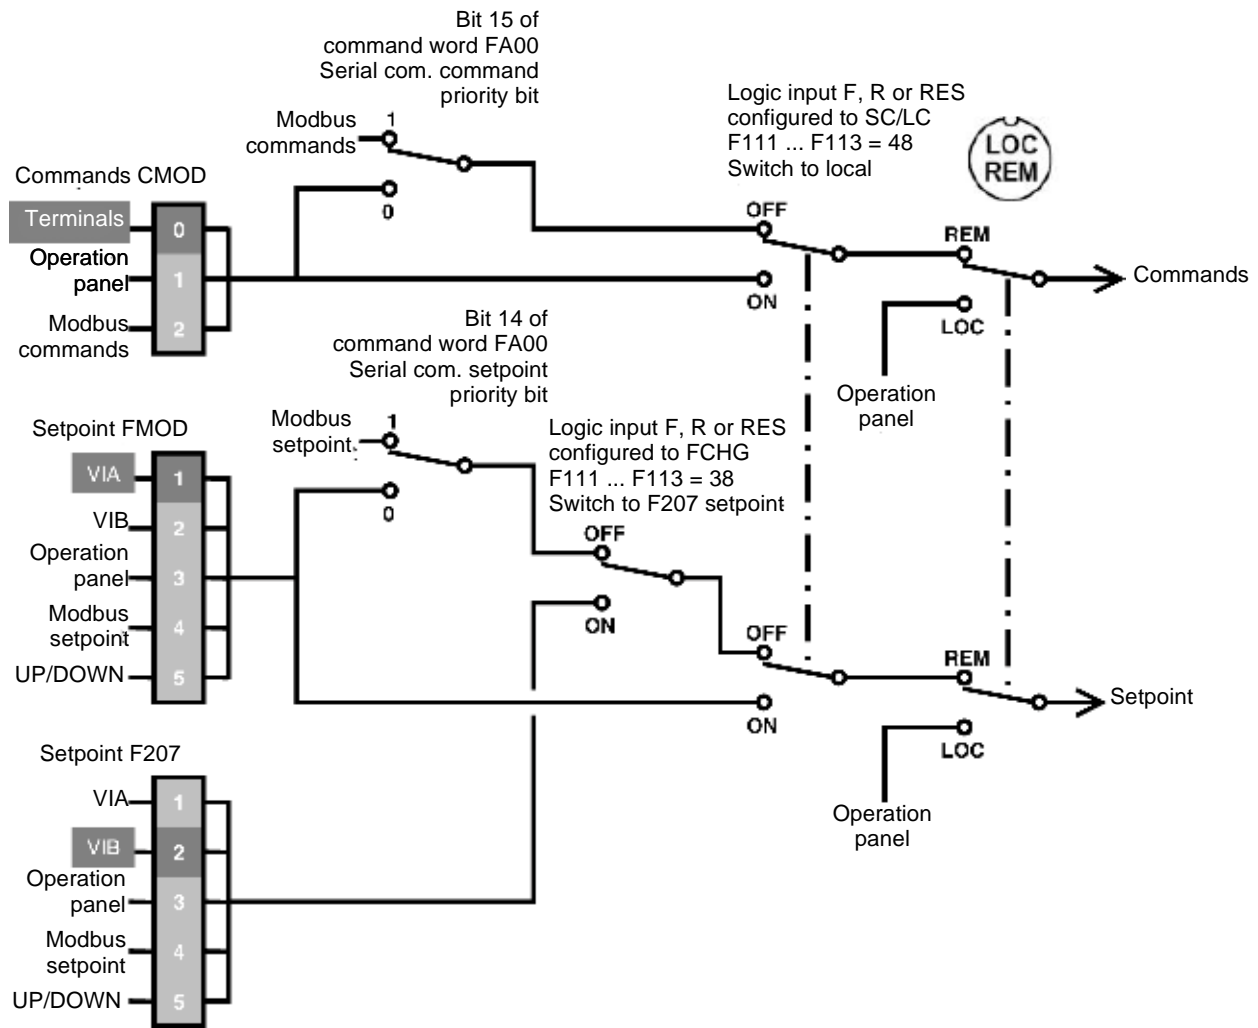 Bit 15 of
command word FA00
Serial com. command
priority bit
Logic input F, R or RES
configured to SC/LC
F111 ... F113 = 48
Switch to local
LOC
REM
Modbus
commands
1
0
Commands CMOD
Terminals
0
Operation
panel
1
Modbus
commands
2
OFF
ON
REM
LOC
Commands
Operation
panel
Bit 14 of
command word FA00
Serial com. setpoint
priority bit
Modbus
setpoint
1
0
Logic input F, R or RES
configured to FCHG
F111 ... F113 = 38
Switch to F207 setpoint
Setpoint FMOD
VIA
1
VIB
2
Operation
panel
3
Modbus
setpoint
4
UP/DOWN
5
OFF
ON
OFF
ON
REM
LOC
Setpoint
Operation
panel
Setpoint F207
VIA
1
VIB
2
Operation
panel
3
Modbus
setpoint
4
UP/DOWN
5